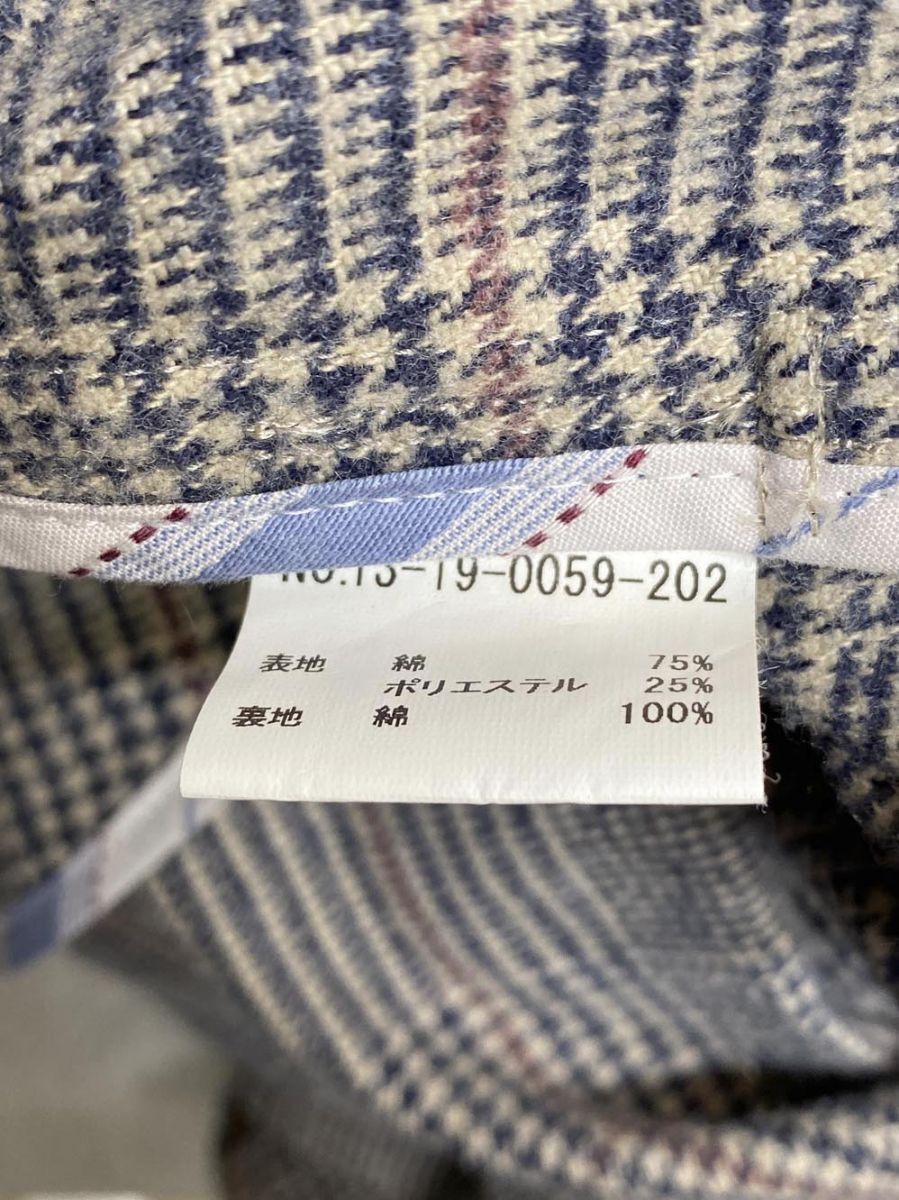 NO.13-19-0059-202
表地 綿 75%
ポリエステル 25%
裏地 綿 100%